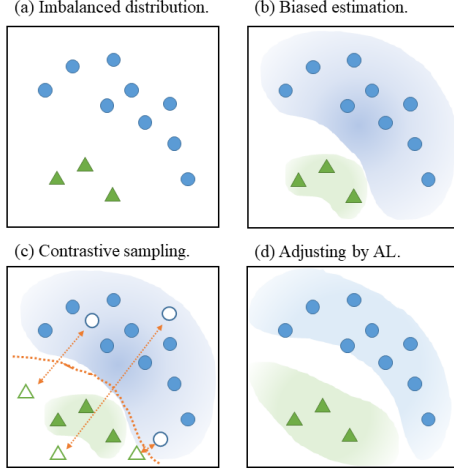 (a) Imbalanced distribution.
(b) Biased estimation.
(c) Contrastive sampling.
(d) Adjusting by AL.